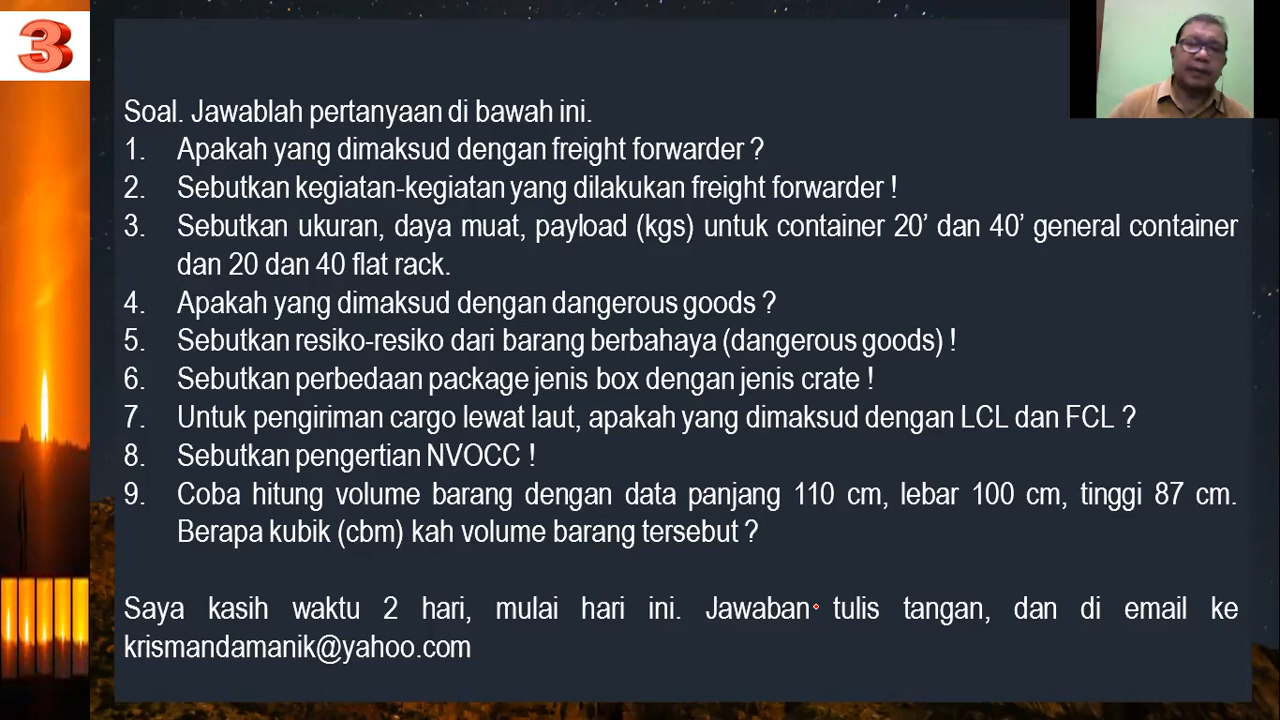 3
Soal. Jawablah pertanyaan di bawah ini.
1. Apakah yang dimaksud dengan freight forwarder ?
2. Sebutkan kegiatan-kegiatan yang dilakukan freight forwarder !
3. Sebutkan ukuran, daya muat, payload (kgs) untuk container 20’ dan 40’ general container
dan 20 dan 40 flat rack.
4. Apakah yang dimaksud dengan dangerous goods ?
5. Sebutkan resiko-resiko dari barang berbahaya (dangerous goods) !
6. Sebutkan perbedaan package jenis box dengan jenis crate !
7. Untuk pengiriman cargo lewat laut, apakah yang dimaksud dengan LCL dan FCL ?
8. Sebutkan pengertian NVOCC !
9. Coba hitung volume barang dengan data panjang 110 cm, lebar 100 cm, tinggi 87 cm.
Berapa kubik (cbm) kah volume barang tersebut ?
Saya kasih waktu 2 hari, mulai hari ini. Jawaban tulis tangan, dan di email ke
krismandamanik@yahoo.com